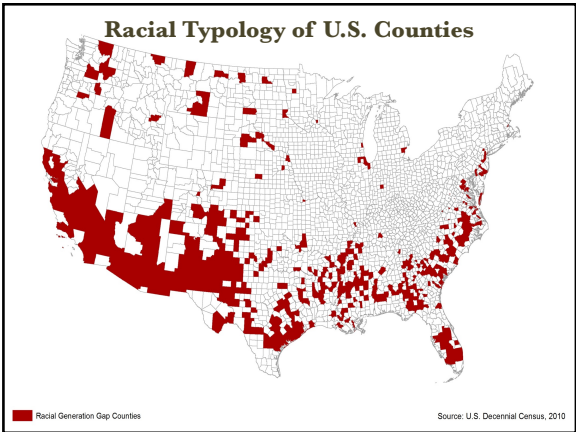 Racial Typology of U.S. Counties
Racial Generation Gap Counties
Source: U.S. Decennial Census, 2010